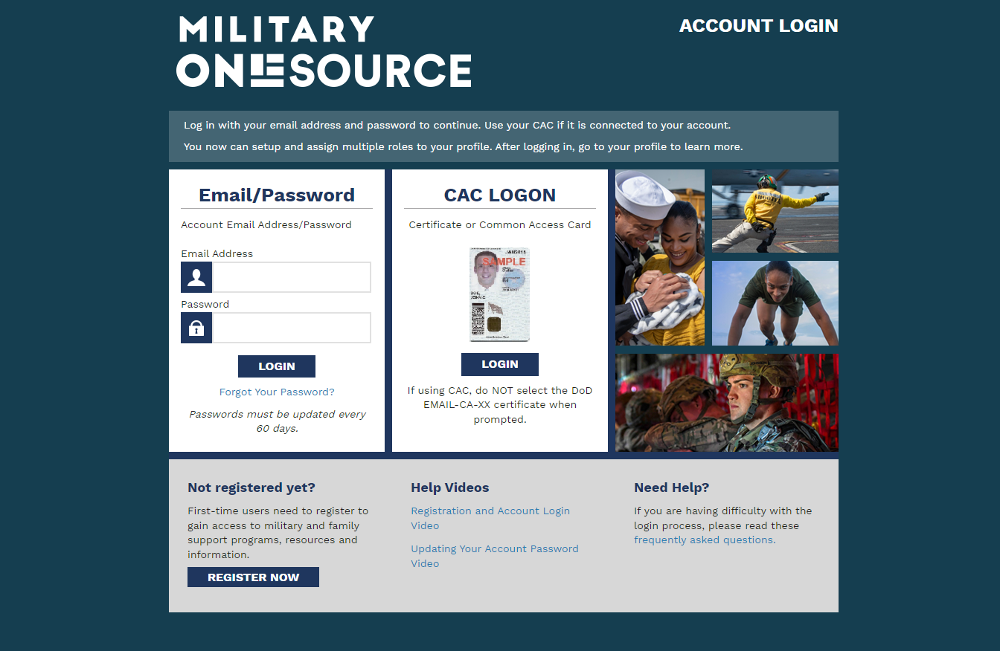 MILITARY
ONESOURCE
ACCOUNT LOGIN
Log in with your email address and password to continue. Use your CAC if it is connected to your account.
You now can setup and assign multiple roles to your profile. After logging in, go to your profile to learn more.
Email/Password
Account Email Address/Password
Email Address
Password
LOGIN
Forgot Your Password?
Passwords must be updated every
60 days.
CAC LOGON
Certificate or Common Access Card
JAN2011
SAMPLE
LOGIN
If using CAC, do NOT select the DoD
EMAIL-CA-XX certificate when
prompted.
Not registered yet?
First-time users need to register to
gain access to military and family
support programs, resources and
information.
REGISTER NOW
Help Videos
Registration and Account Login
Video
Updating Your Account Password
Video
Need Help?
If you are having difficulty with the
login process, please read these
frequently asked questions.